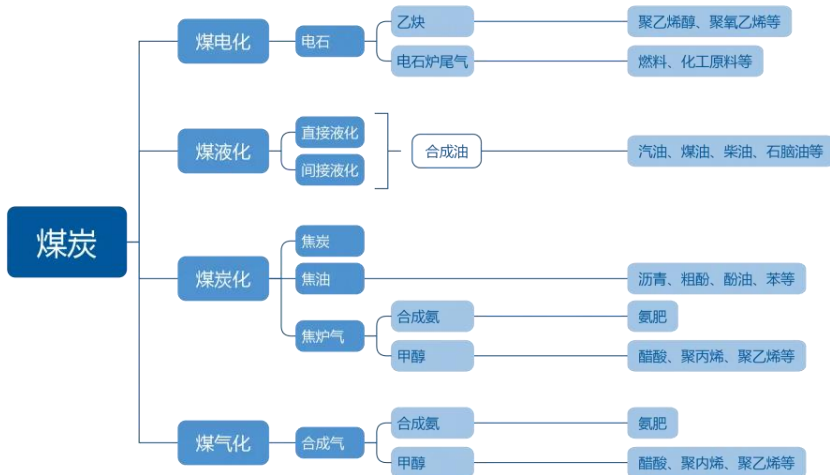 煤炭
煤电化
电石
乙炔
聚乙烯醇、聚氧乙烯等
电石炉尾气
燃料、化工原料等
煤液化
直接液化
间接液化
合成油
汽油、煤油、柴油、石脑油等
煤炭化
焦炭
焦油
沥青、粗酚、酚油、苯等
焦炉气
合成氨
氨肥
甲醇
醋酸、聚丙烯、聚乙烯等
煤气化
合成气
合成氨
氨肥
甲醇
醋酸、聚内烯、聚乙烯等